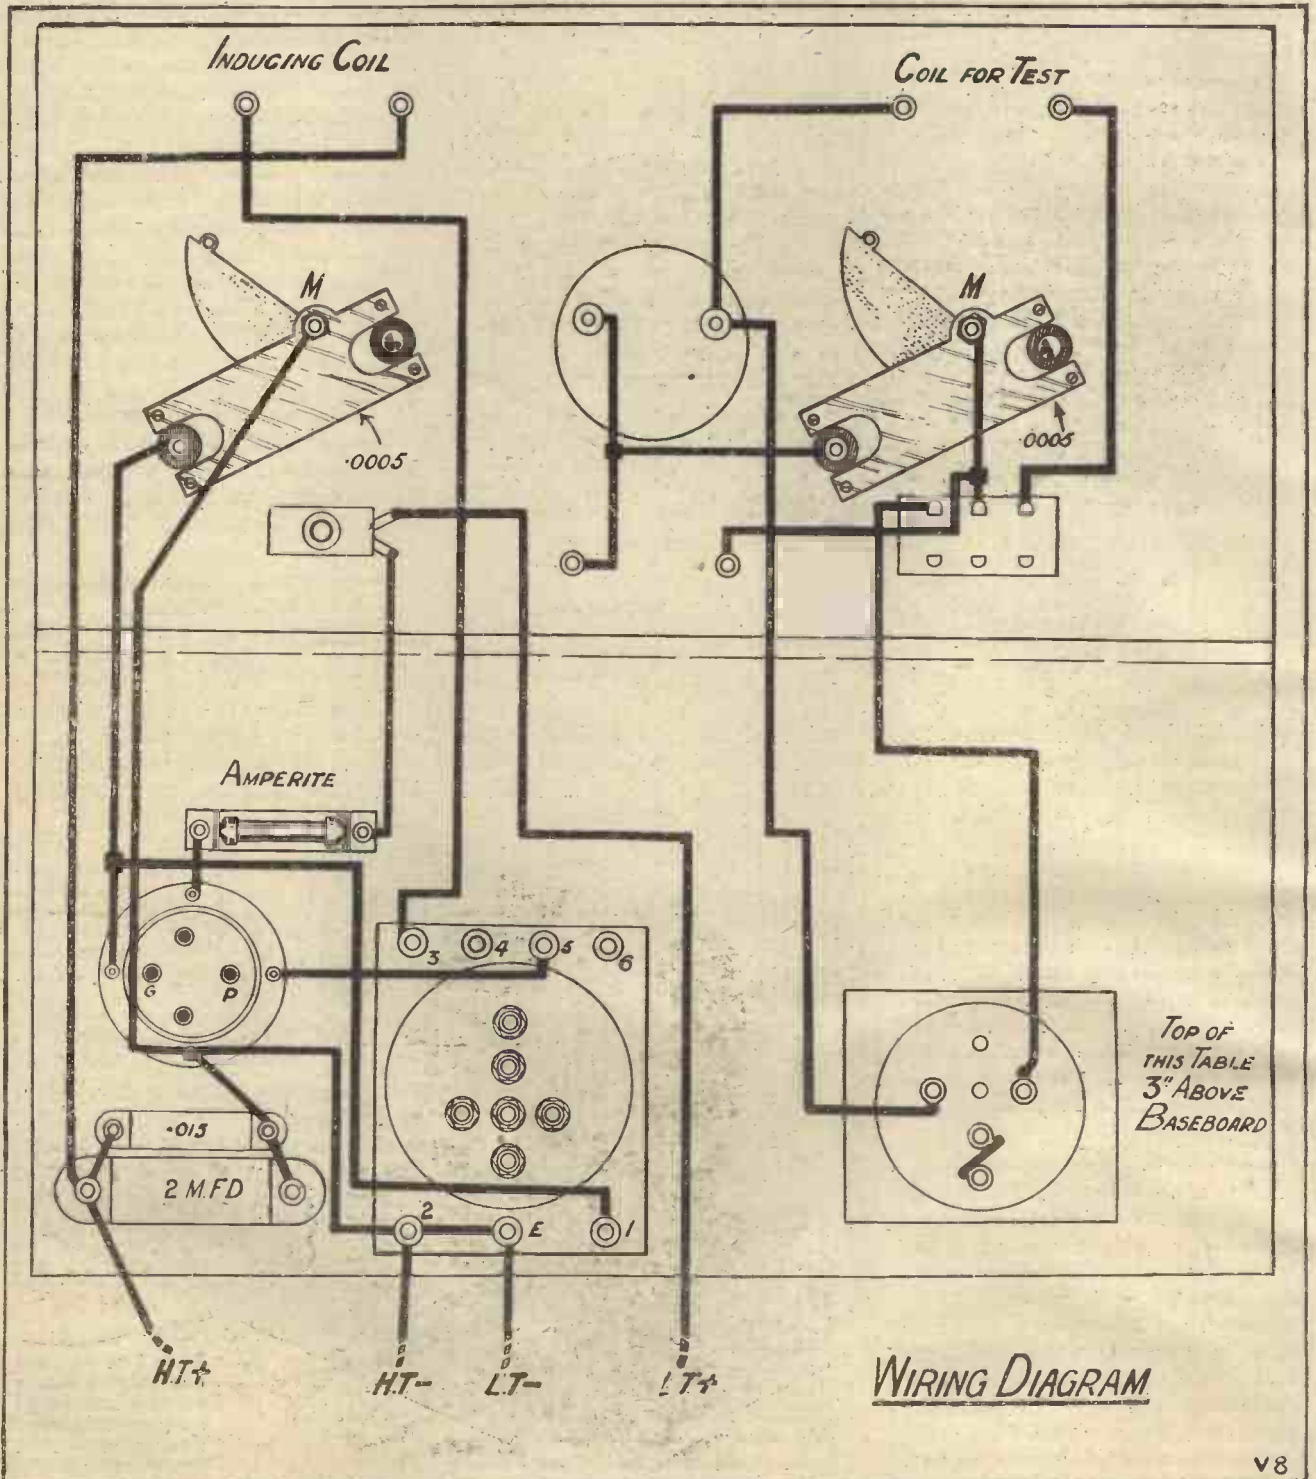 INDUCING COIL
COIL FOR TEST
M
M
.0005
.0005
AMPERITE
3
4
5
6
G
P
TOP OF
THIS TABLE
3" ABOVE
BASEBOARD
.015
2 M.FD
2
E
1
H.T+
H.T-
L.T-
L.T+
WIRING DIAGRAM
V8